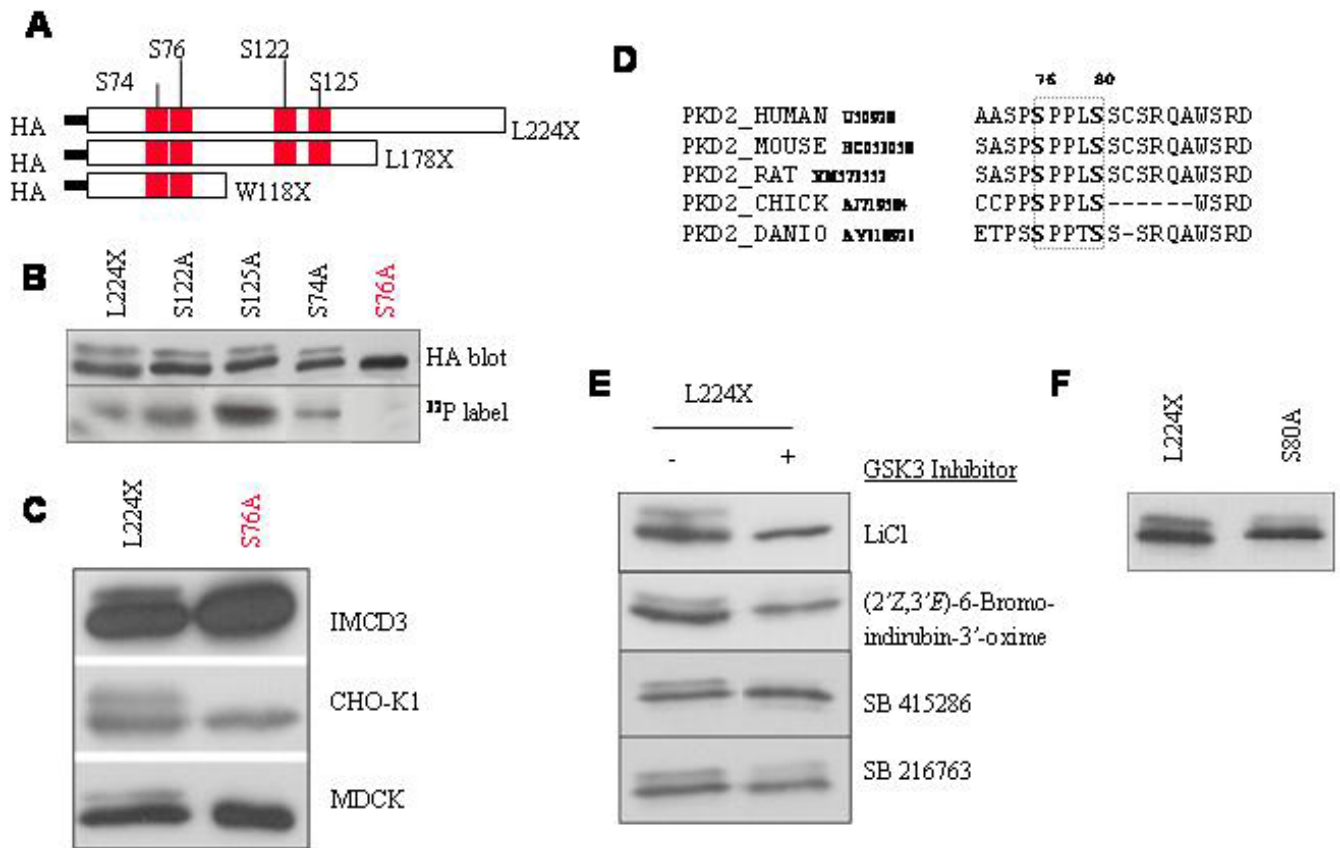 A
S74
S76
S122
S125
HA
L224X
HA
L178X
HA
W118X
B
L224X
S122A
S125A
S74A
S76A
HA blot
P label
C
L224X
S76A
IMCD3
CHO-K1
MDCK
D
76 80
PKD2_HUMAN AASPSPPLSSCSRQAWSRD
PKD2_MOUSE SASPSPPLSSCSRQAWSRD
PKD2_RAT SASPSPPLSSCSRQAWSRD
PKD2_CHICK CCPPSPPLS------WSRD
PKD2_DANIO ETPSSPPTSS-SRQAWSRD
E
L224X
- +
GSK3 Inhibitor
LiCl
(2'Z,3'E)-6-Bromo-
indirubin-3'-oxime
SB 415286
SB 216763
F
L224X
S80A